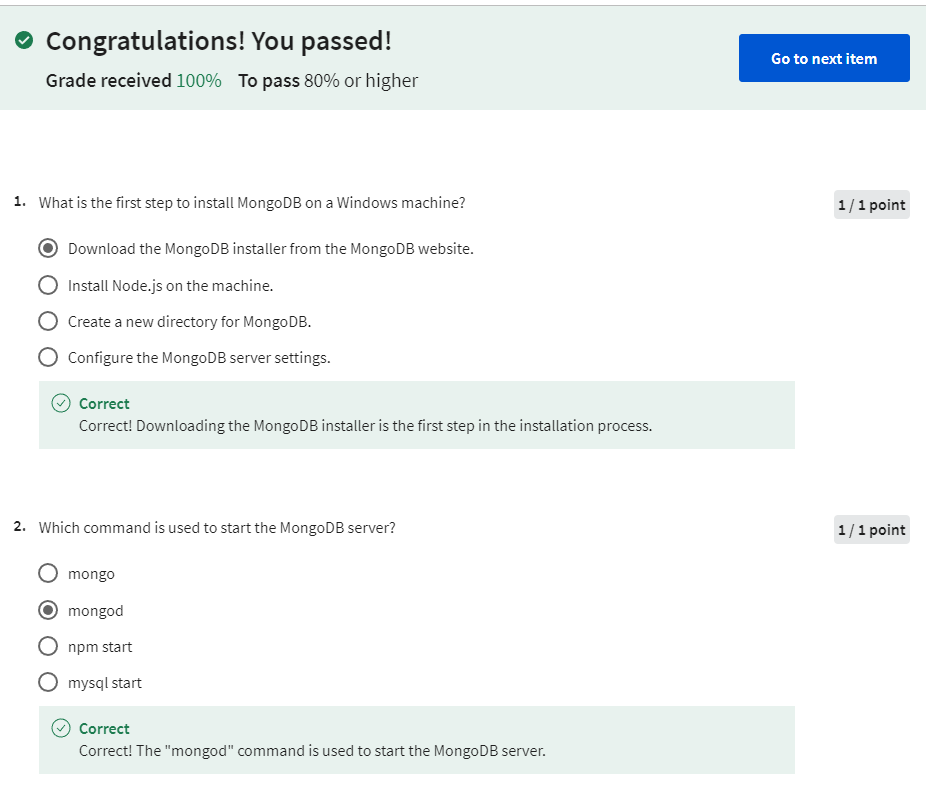 Congratulations! You passed!
Grade received 100% To pass 80% or higher
Go to next item
1. What is the first step to install MongoDB on a Windows machine?
1 / 1 point
Download the MongoDB installer from the MongoDB website.
Install Node.js on the machine.
Create a new directory for MongoDB.
Configure the MongoDB server settings.
Correct
Correct! Downloading the MongoDB installer is the first step in the installation process.
2. Which command is used to start the MongoDB server?
1 / 1 point
mongo
mongod
npm start
mysql start
Correct
Correct! The "mongod" command is used to start the MongoDB server.